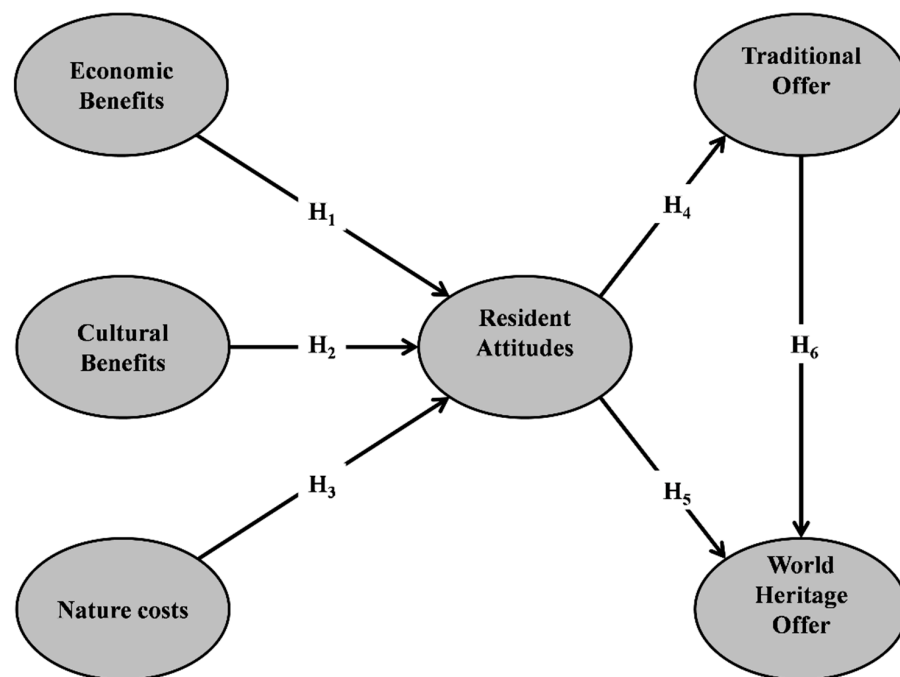 Economic
Benefits
Traditional
Offer
H₁
H₄
Cultural
Benefits
H₂
Resident
Attitudes
H₆
H₃
H₅
Nature costs
World
Heritage
Offer